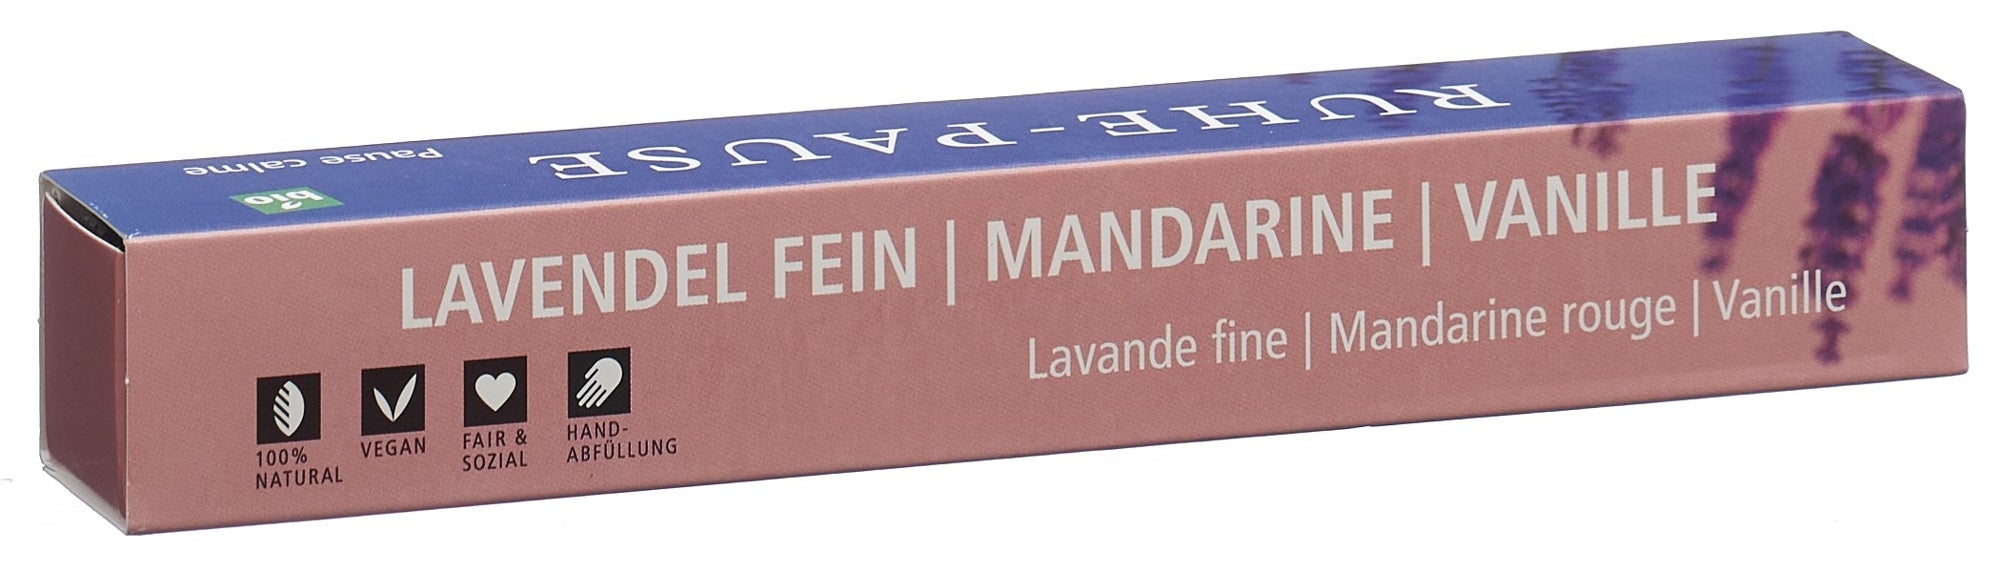 RUHE-PAUSE
Pause calme
bio
LAVENDEL FEIN | MANDARINE | VANILLE
Lavande fine | Mandarine rouge | Vanille
100%
NATURAL
VEGAN
FAIR &
SOZIAL
HAND-
ABFÜLLUNG